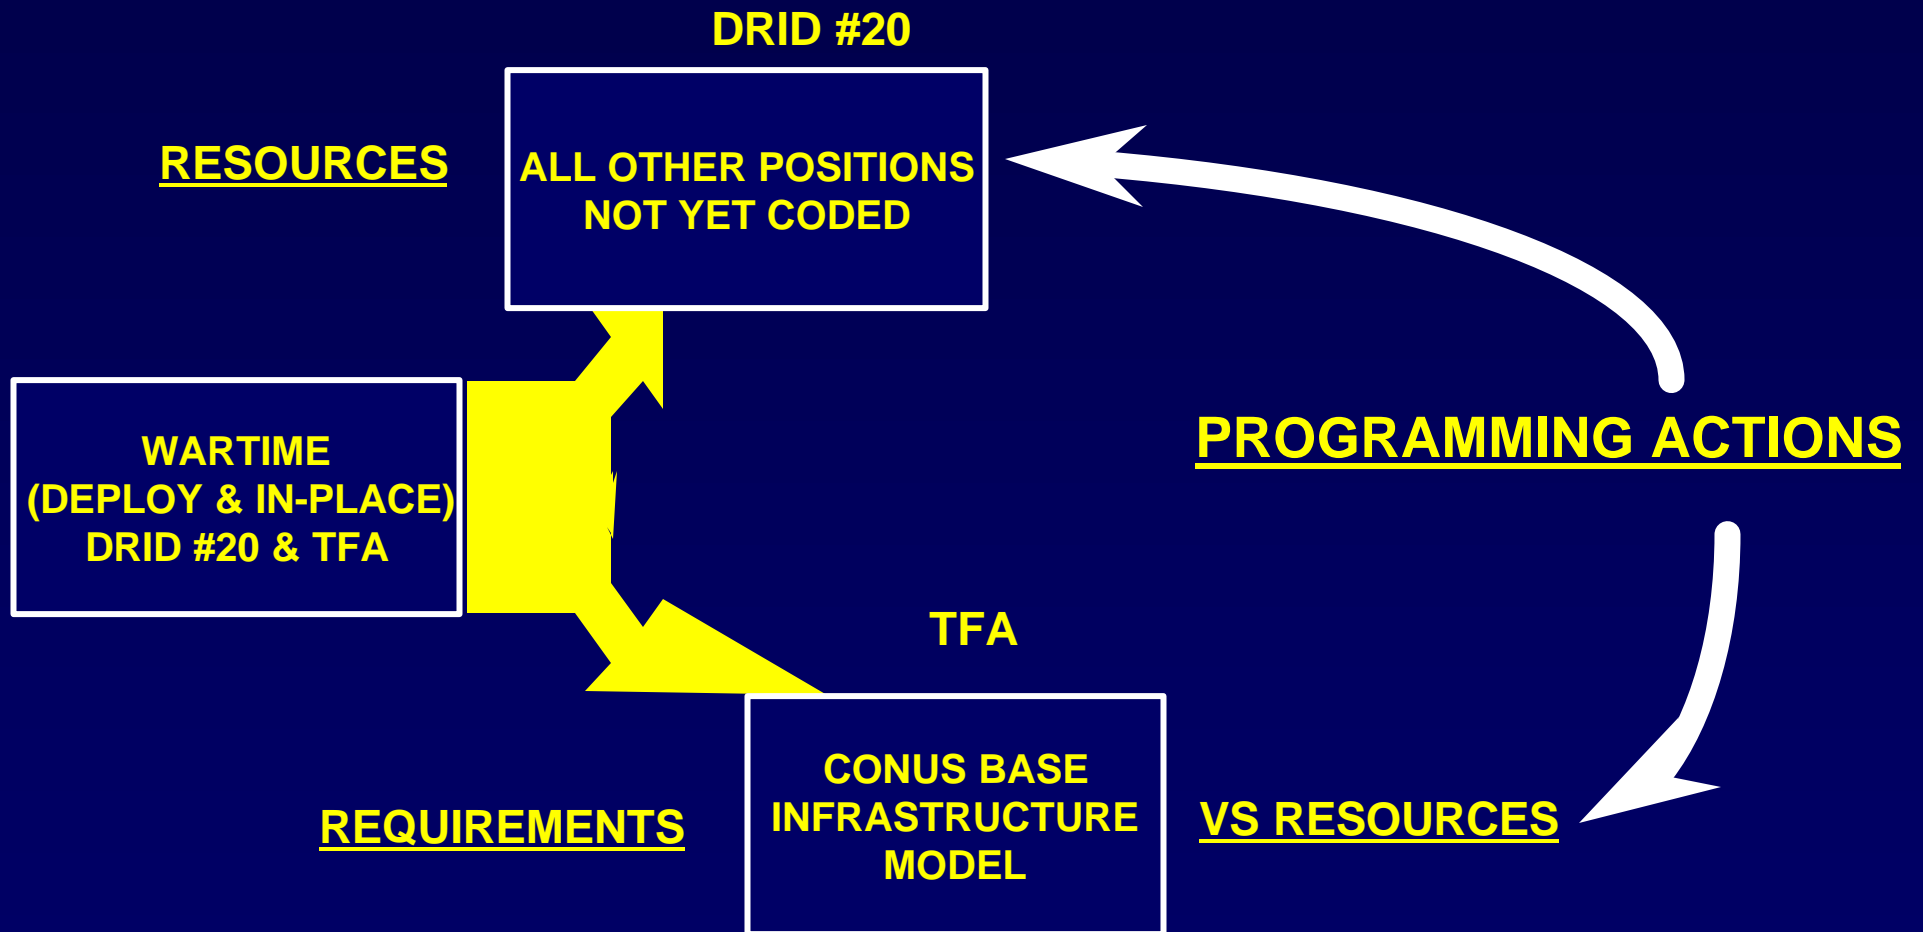 DRID #20
RESOURCES
ALL OTHER POSITIONS
NOT YET CODED
WARTIME
(DEPLOY & IN-PLACE)
DRID #20 & TFA
PROGRAMMING ACTIONS
TFA
REQUIREMENTS
CONUS BASE
INFRASTRUCTURE
MODEL
VS RESOURCES